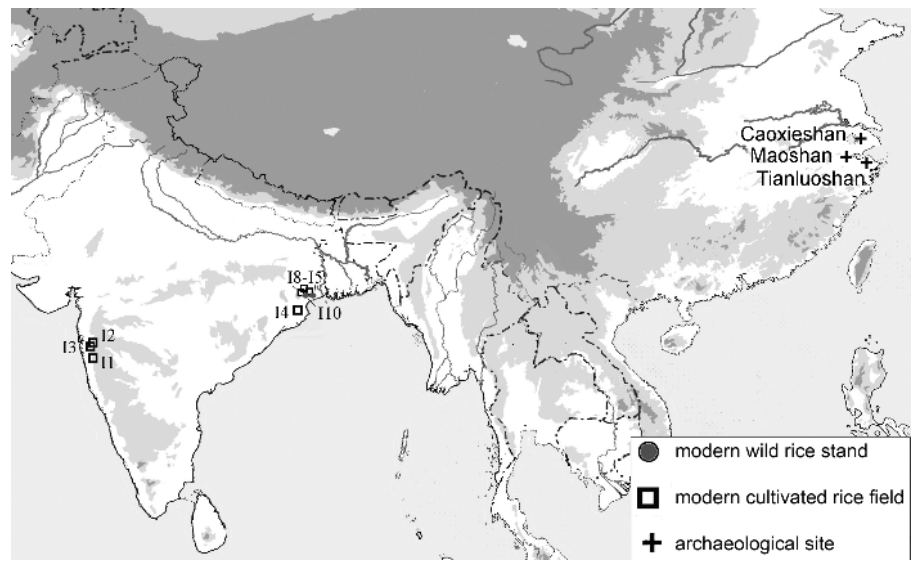 Caoxieshan
Maoshan
Tianluoshan
I8-I5
I4 I10
I2
I3
I1
modern wild rice stand
modern cultivated rice field
archaeological site